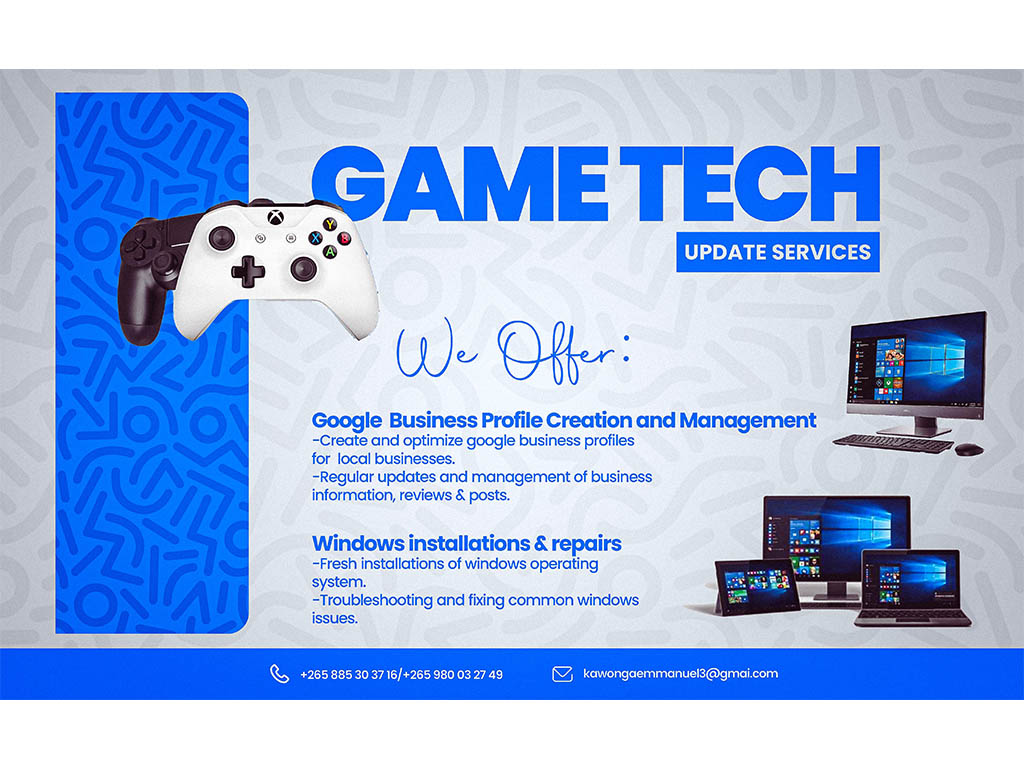 GAME TECH
UPDATE SERVICES
We Offer:
Google Business Profile Creation and Management
-Create and optimize google business profiles
for local businesses.
-Regular updates and management of business
information, reviews & posts.
Windows installations & repairs
-Fresh installations of windows operating
system.
-Troubleshooting and fixing common windows
issues.
+265 885 30 37 16/+265 980 03 27 49
kawongaemmanuel3@gmai.com
Y
X
B
A